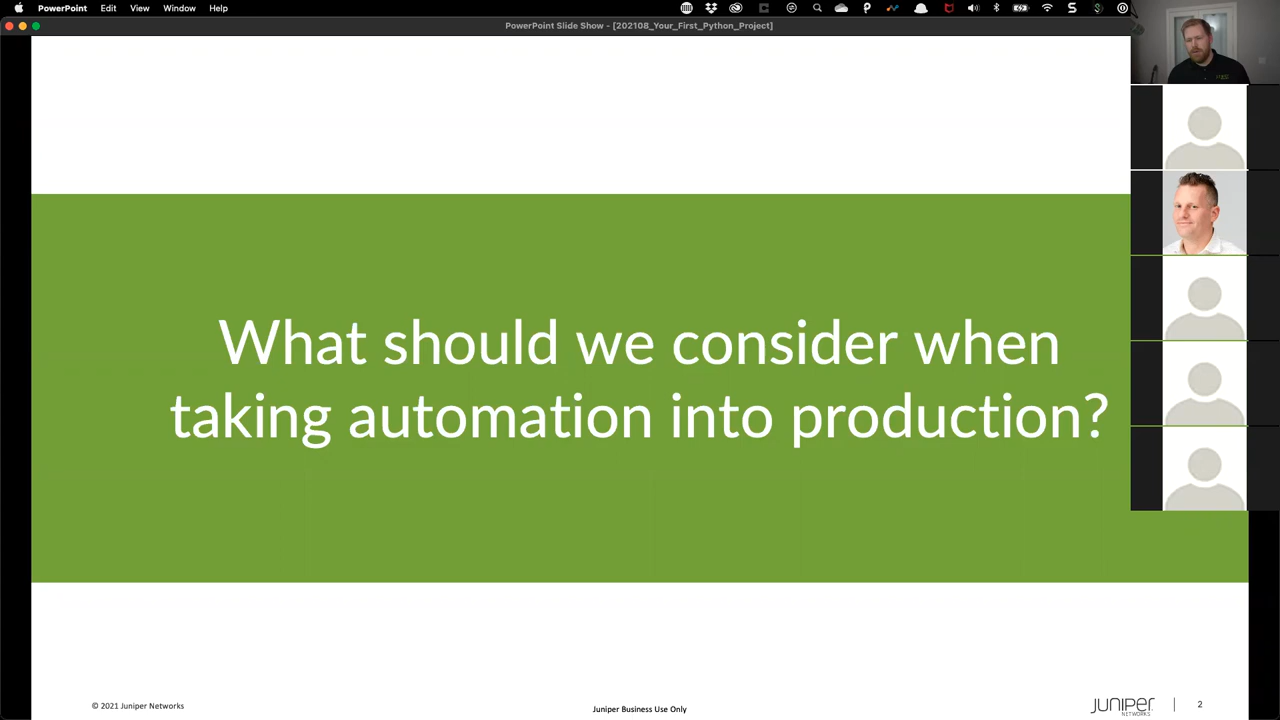 PowerPoint Edit View Window Help
PowerPoint Slide Show - [202108_Your_First_Python_Project]
What should we consider when
taking automation into production?
© 2021 Juniper Networks
Juniper Business Use Only
JUNIPER
NETWORKS
2